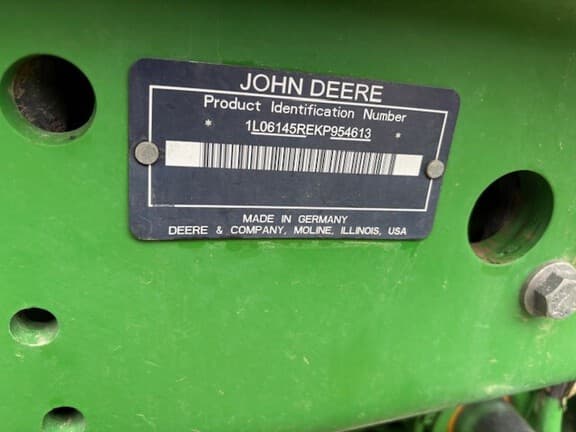 JOHN DEERE
Product Identification Number
* 1L06145REKP954613 *
MADE IN GERMANY
DEERE & COMPANY, MOLINE, ILLINOIS, USA